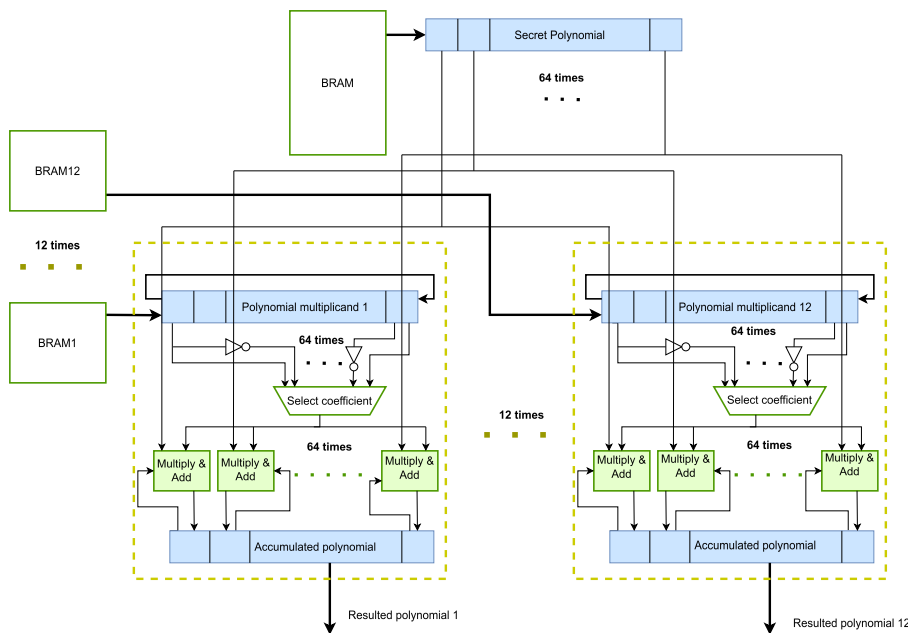 Secret Polynomial
BRAM
64 times
BRAM12
12 times
BRAM1
Polynomial multiplicand 1
64 times
Select coefficient
64 times
Multiply &
Add
Multiply &
Add
Multiply &
Add
Accumulated polynomial
Resulted polynomial 1
12 times
Polynomial multiplicand 12
64 times
Select coefficient
64 times
Multiply &
Add
Multiply &
Add
Multiply &
Add
Accumulated polynomial
Resulted polynomial 12